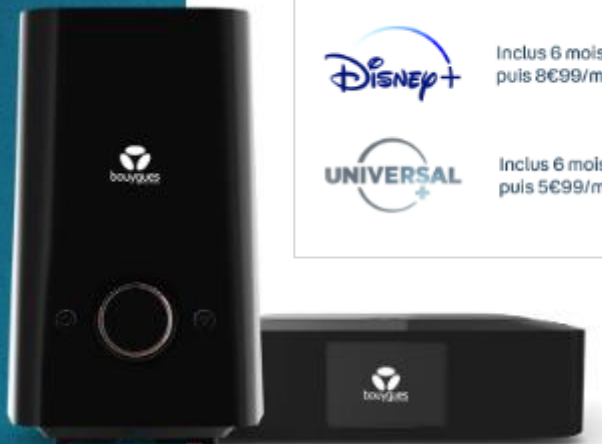 Disney+
Inclus 6 mois
puis 8€99/m
UNIVERSAL
+
Inclus 6 mois
puis 5€99/m
bouygues
bouygues